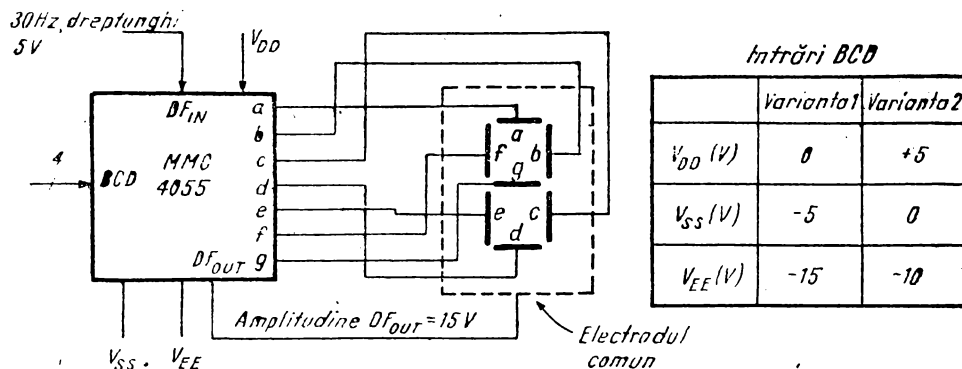 30Hz, dreptunghi
5V
V_DD
DF_IN
a
b
c
d
e
f
DF_OUT g
MMC
4055
4
BCD
V_SS
V_EE
Amplitudine DF_OUT = 15 V
a
f b
g
e c
d
Electrodul
comun
Intrări BCD
Varianta 1 Varianta 2
V_DD (V) 0 +5
V_SS (V) -5 0
V_EE (V) -15 -10